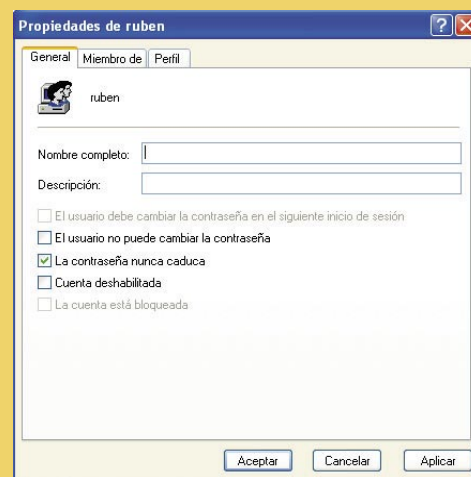 Propiedades de ruben
General Miembro de Perfil
ruben
Nombre completo:
Descripción:
El usuario debe cambiar la contraseña en el siguiente inicio de sesión
El usuario no puede cambiar la contraseña
La contraseña nunca caduca
Cuenta deshabilitada
La cuenta está bloqueada
Aceptar Cancelar Aplicar